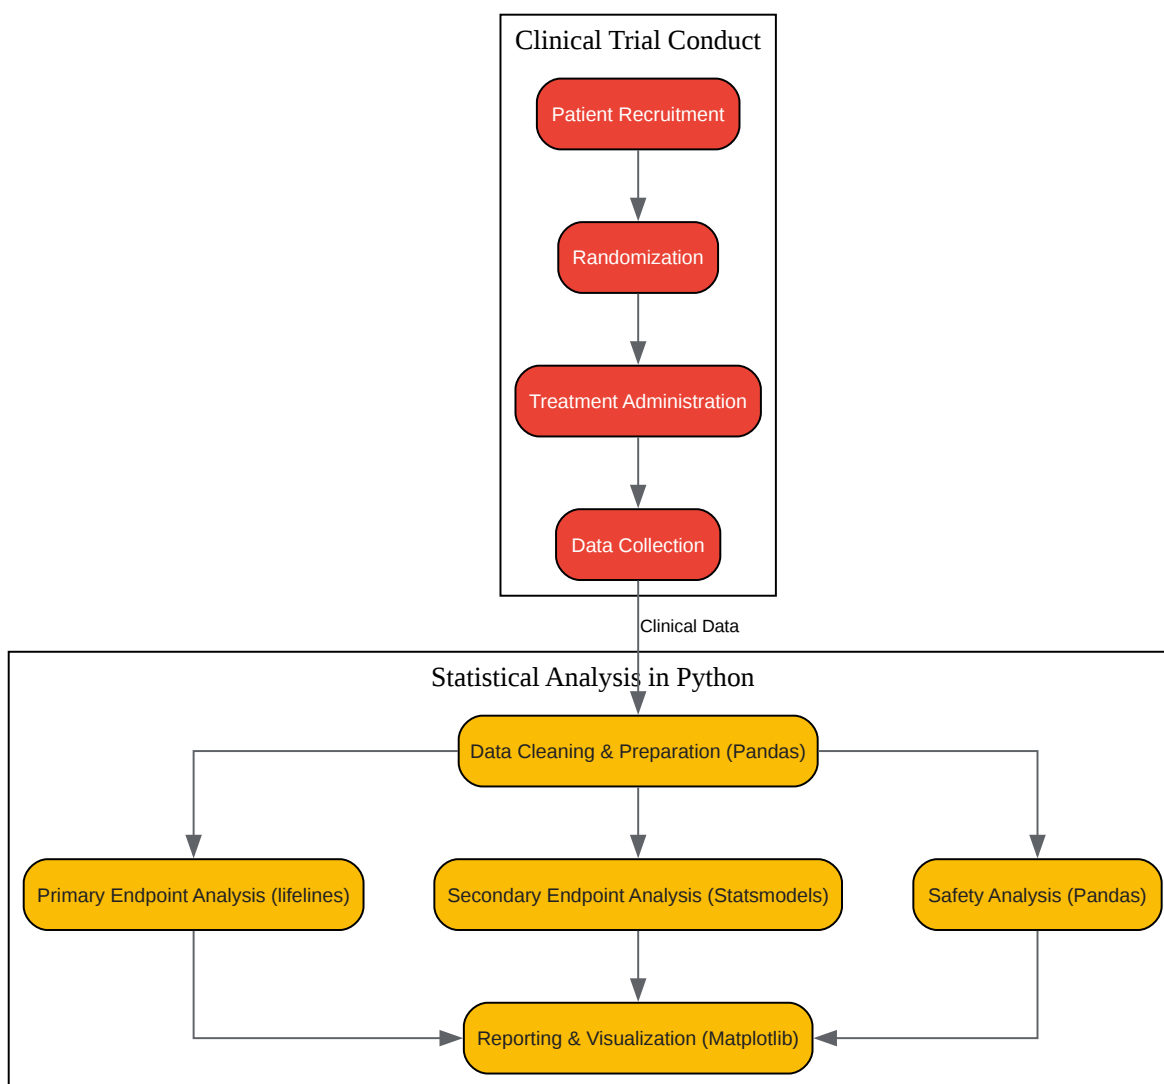 Clinical Trial Conduct
Patient Recruitment
Randomization
Treatment Administration
Data Collection
Clinical Data
Statistical Analysis in Python
Data Cleaning & Preparation (Pandas)
Primary Endpoint Analysis (lifelines)
Secondary Endpoint Analysis (Statsmodels)
Safety Analysis (Pandas)
Reporting & Visualization (Matplotlib)